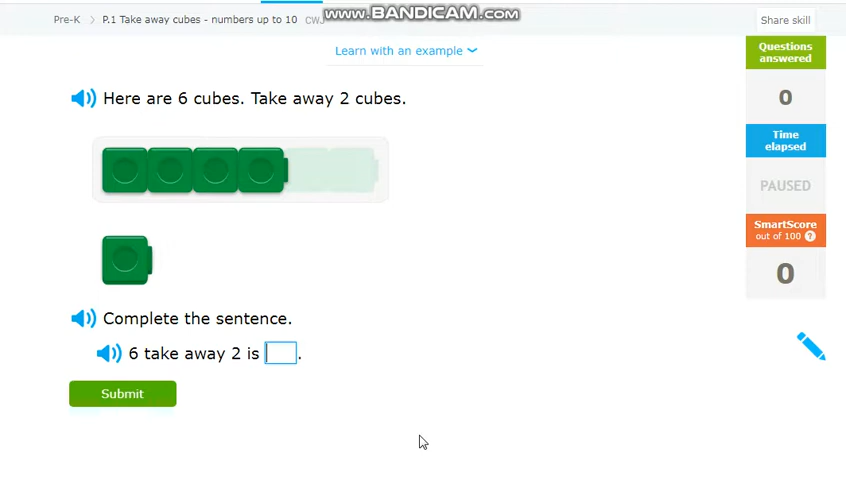 www.BANDICAM.com
Pre-K > P.1 Take away cubes - numbers up to 10 CWJ
Share skill
Learn with an example
Questions
answered
0
Here are 6 cubes. Take away 2 cubes.
Time
elapsed
PAUSED
SmartScore
out of 100 ?
0
Complete the sentence.
6 take away 2 is .
Submit